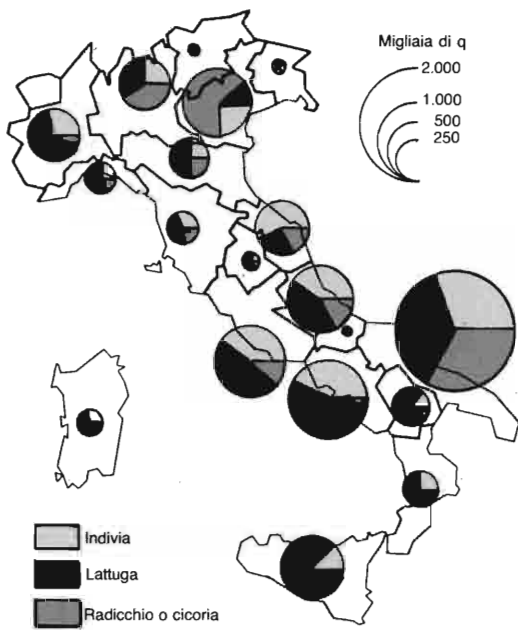 Migliaia di q
2.000
1.000
500
250
Indivia
Lattuga
Radicchio o cicoria